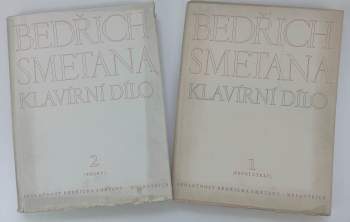 BEDŘICH
SMETANA
KLAVÍRNÍ DÍLO
2
BEDŘICH
SMETANA
KLAVÍRNÍ DÍLO
1